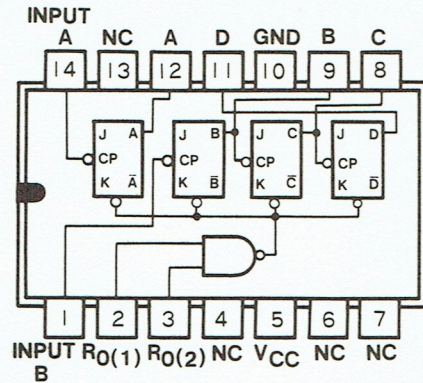 INPUT
A NC A D GND B C
14 13 12 11 10 9 8
J A J B J C J D
CP CP CP CP
K A̅ K B̅ K C̅ K D̅
1 2 3 4 5 6 7
INPUT R0(1) R0(2) NC VCC NC NC
B